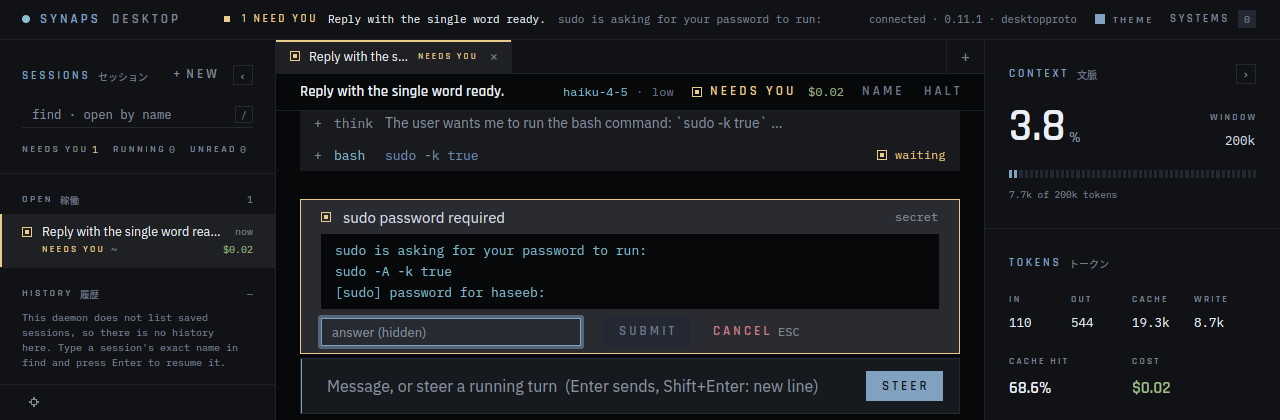 SYNAPS DESKTOP
1 NEED YOU Reply with the single word ready. sudo is asking for your password to run:
connected · 0.11.1 · desktopproto THEME SYSTEMS 0
SESSIONS セッション + NEW ‹
find · open by name /
NEEDS YOU 1 RUNNING 0 UNREAD 0
OPEN 稼働 1
Reply with the single word rea… now
NEEDS YOU ~ $0.02
HISTORY 履歴 —
This daemon does not list saved
sessions, so there is no history
here. Type a session's exact name in
find and press Enter to resume it.
Reply with the s… NEEDS YOU × +
Reply with the single word ready. haiku-4-5 · low NEEDS YOU $0.02 NAME HALT
+ think The user wants me to run the bash command: `sudo -k true` …
+ bash sudo -k true waiting
sudo password required secret
sudo is asking for your password to run:
sudo -A -k true
[sudo] password for haseeb:
answer (hidden) SUBMIT CANCEL ESC
Message, or steer a running turn (Enter sends, Shift+Enter: new line) STEER
CONTEXT 文脈 ›
3.8 % WINDOW
200k
7.7k of 200k tokens
TOKENS トークン
IN OUT CACHE WRITE
110 544 19.3k 8.7k
CACHE HIT COST
68.6% $0.02